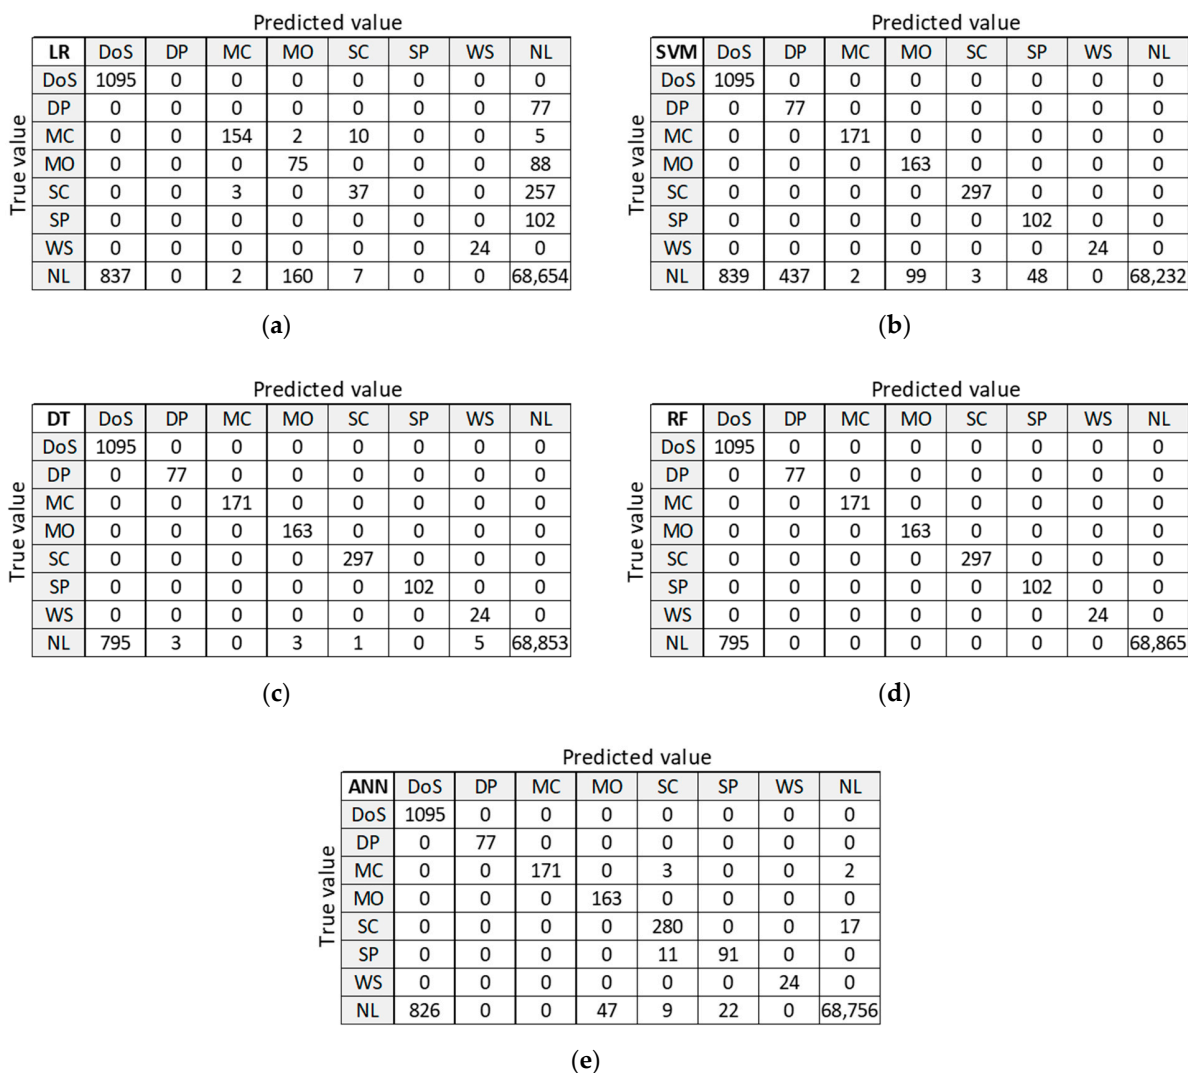 Predicted value
LR DoS DP MC MO SC SP WS NL
DoS 1095 0 0 0 0 0 0 0
DP 0 0 0 0 0 0 0 77
MC 0 0 154 2 10 0 0 5
MO 0 0 0 75 0 0 0 88
SC 0 0 3 0 37 0 0 257
SP 0 0 0 0 0 0 0 102
WS 0 0 0 0 0 0 24 0
NL 837 0 2 160 7 0 0 68,654
True value
(a)
Predicted value
SVM DoS DP MC MO SC SP WS NL
DoS 1095 0 0 0 0 0 0 0
DP 0 77 0 0 0 0 0 0
MC 0 0 171 0 0 0 0 0
MO 0 0 0 163 0 0 0 0
SC 0 0 0 0 297 0 0 0
SP 0 0 0 0 0 102 0 0
WS 0 0 0 0 0 0 24 0
NL 839 437 2 99 3 48 0 68,232
True value
(b)
Predicted value
DT DoS DP MC MO SC SP WS NL
DoS 1095 0 0 0 0 0 0 0
DP 0 77 0 0 0 0 0 0
MC 0 0 171 0 0 0 0 0
MO 0 0 0 163 0 0 0 0
SC 0 0 0 0 297 0 0 0
SP 0 0 0 0 0 102 0 0
WS 0 0 0 0 0 0 24 0
NL 795 3 0 3 1 0 5 68,853
True value
(c)
Predicted value
RF DoS DP MC MO SC SP WS NL
DoS 1095 0 0 0 0 0 0 0
DP 0 77 0 0 0 0 0 0
MC 0 0 171 0 0 0 0 0
MO 0 0 0 163 0 0 0 0
SC 0 0 0 0 297 0 0 0
SP 0 0 0 0 0 102 0 0
WS 0 0 0 0 0 0 24 0
NL 795 0 0 0 0 0 0 68,865
True value
(d)
Predicted value
ANN DoS DP MC MO SC SP WS NL
DoS 1095 0 0 0 0 0 0 0
DP 0 77 0 0 0 0 0 0
MC 0 0 171 0 3 0 0 2
MO 0 0 0 163 0 0 0 0
SC 0 0 0 0 280 0 0 17
SP 0 0 0 0 11 91 0 0
WS 0 0 0 0 0 0 24 0
NL 826 0 0 47 9 22 0 68,756
True value
(e)